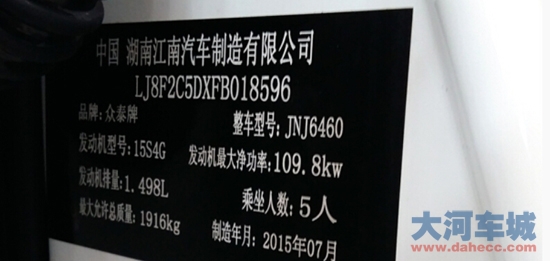 中国 湖南江南汽车制造有限公司
LJ8F2C5DXFB018596
品牌：众泰牌 整车型号：JNJ6460
发动机型号：15S4G 发动机最大净功率：109.8kw
发动机排量：1.498L 乘坐人数：5人
最大允许总质量：1916kg 制造年月：2015年07月
大河车城
www.dahecc.com